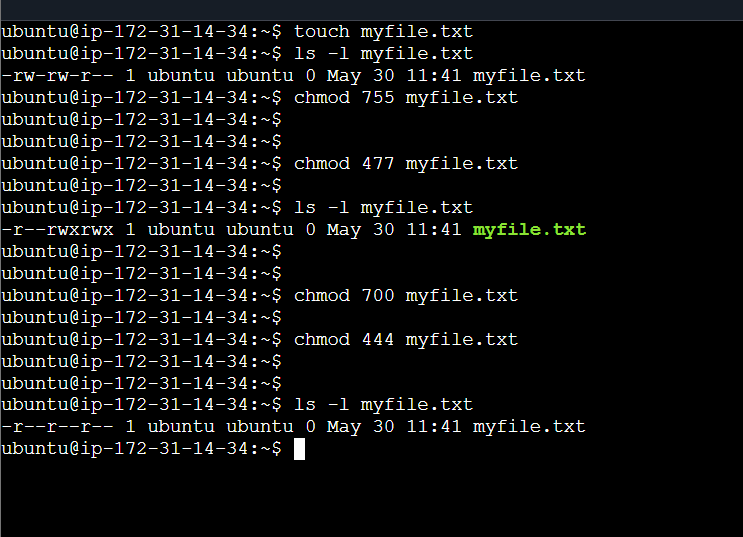 ubuntu@ip-172-31-14-34:~$ touch myfile.txt
ubuntu@ip-172-31-14-34:~$ ls -l myfile.txt
-rw-rw-r-- 1 ubuntu ubuntu 0 May 30 11:41 myfile.txt
ubuntu@ip-172-31-14-34:~$ chmod 755 myfile.txt
ubuntu@ip-172-31-14-34:~$
ubuntu@ip-172-31-14-34:~$
ubuntu@ip-172-31-14-34:~$ chmod 477 myfile.txt
ubuntu@ip-172-31-14-34:~$
ubuntu@ip-172-31-14-34:~$ ls -l myfile.txt
-r--rwxrwx 1 ubuntu ubuntu 0 May 30 11:41 myfile.txt
ubuntu@ip-172-31-14-34:~$
ubuntu@ip-172-31-14-34:~$
ubuntu@ip-172-31-14-34:~$ chmod 700 myfile.txt
ubuntu@ip-172-31-14-34:~$
ubuntu@ip-172-31-14-34:~$ chmod 444 myfile.txt
ubuntu@ip-172-31-14-34:~$
ubuntu@ip-172-31-14-34:~$
ubuntu@ip-172-31-14-34:~$ ls -l myfile.txt
-r--r--r-- 1 ubuntu ubuntu 0 May 30 11:41 myfile.txt
ubuntu@ip-172-31-14-34:~$